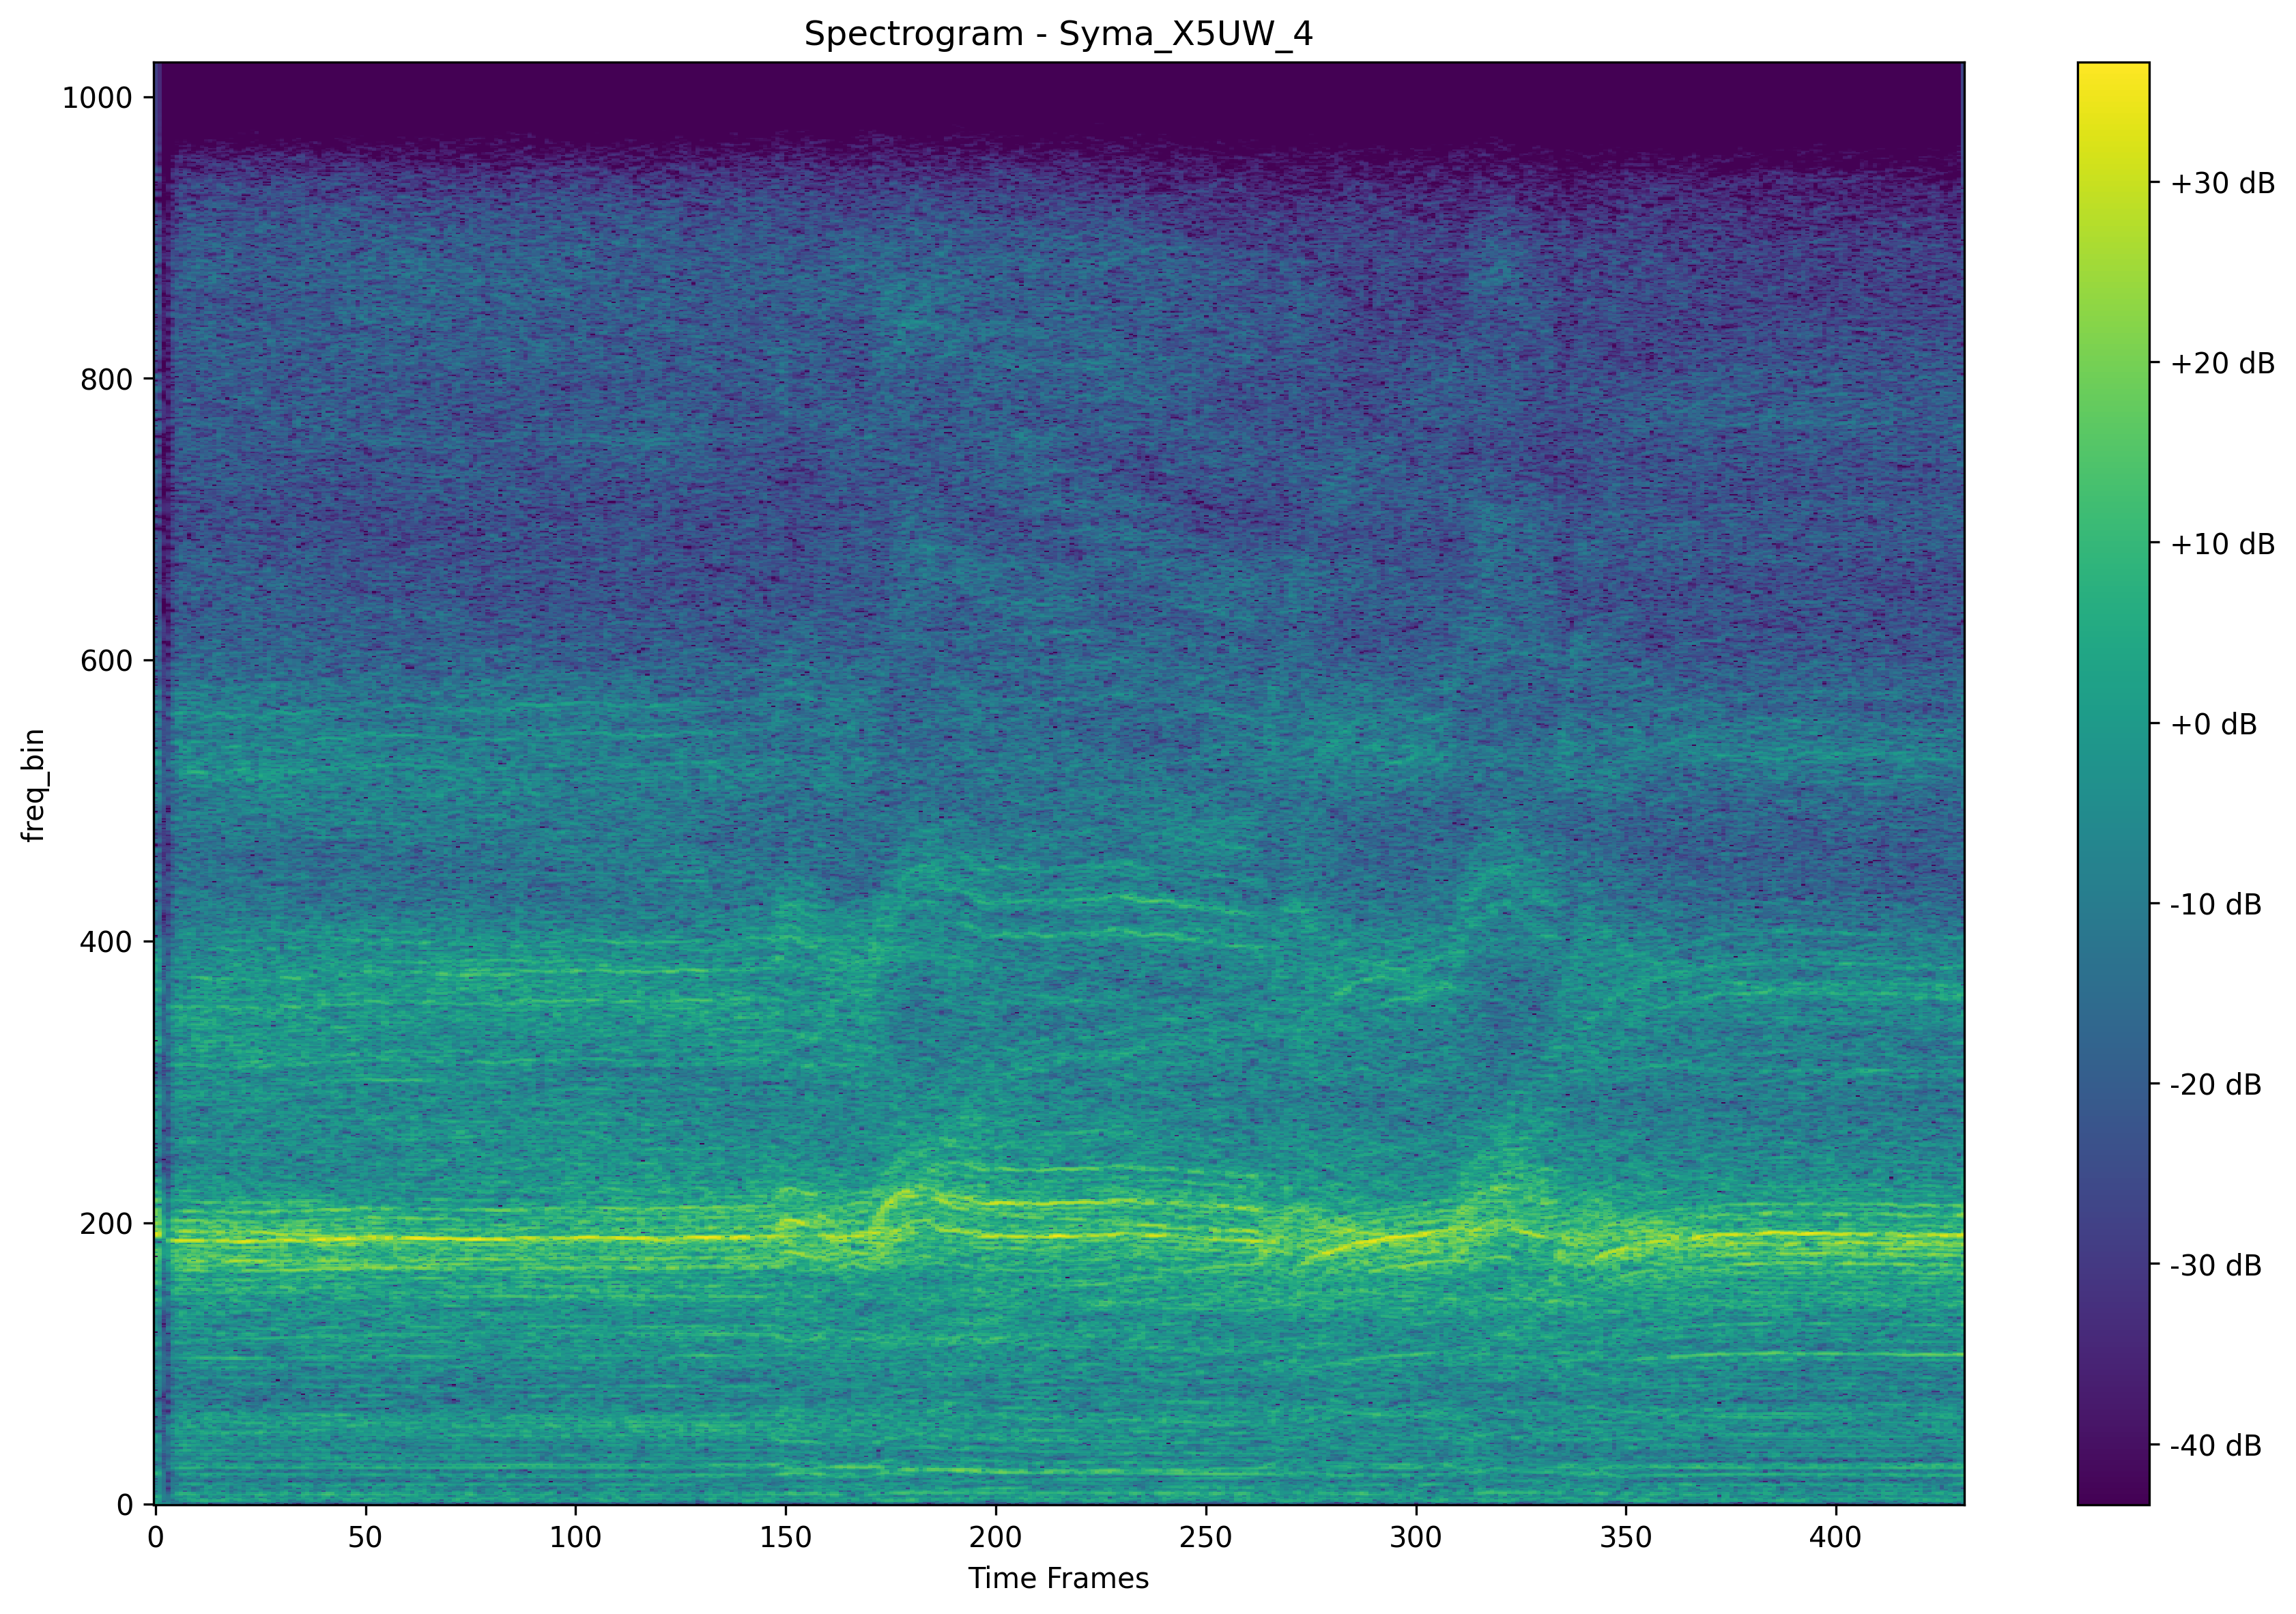 Spectrogram - Syma_X5UW_4
1000
800
600
400
200
0
freq_bin
0 50 100 150 200 250 300 350 400
Time Frames
+30 dB
+20 dB
+10 dB
+0 dB
-10 dB
-20 dB
-30 dB
-40 dB